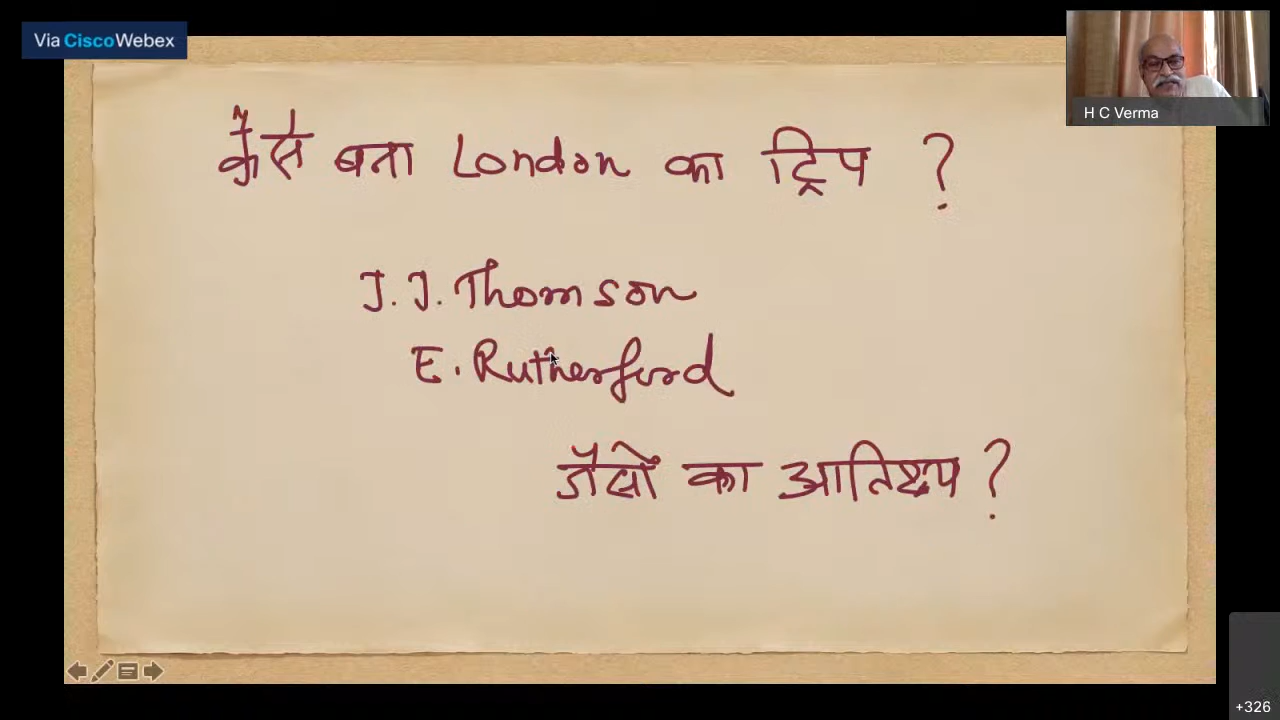 Via CiscoWebex
H C Verma
कैसे बना London का ट्रिप ?
J. J. Thomson
E. Rutherford
जैसों का आतिथ्य ?
+326